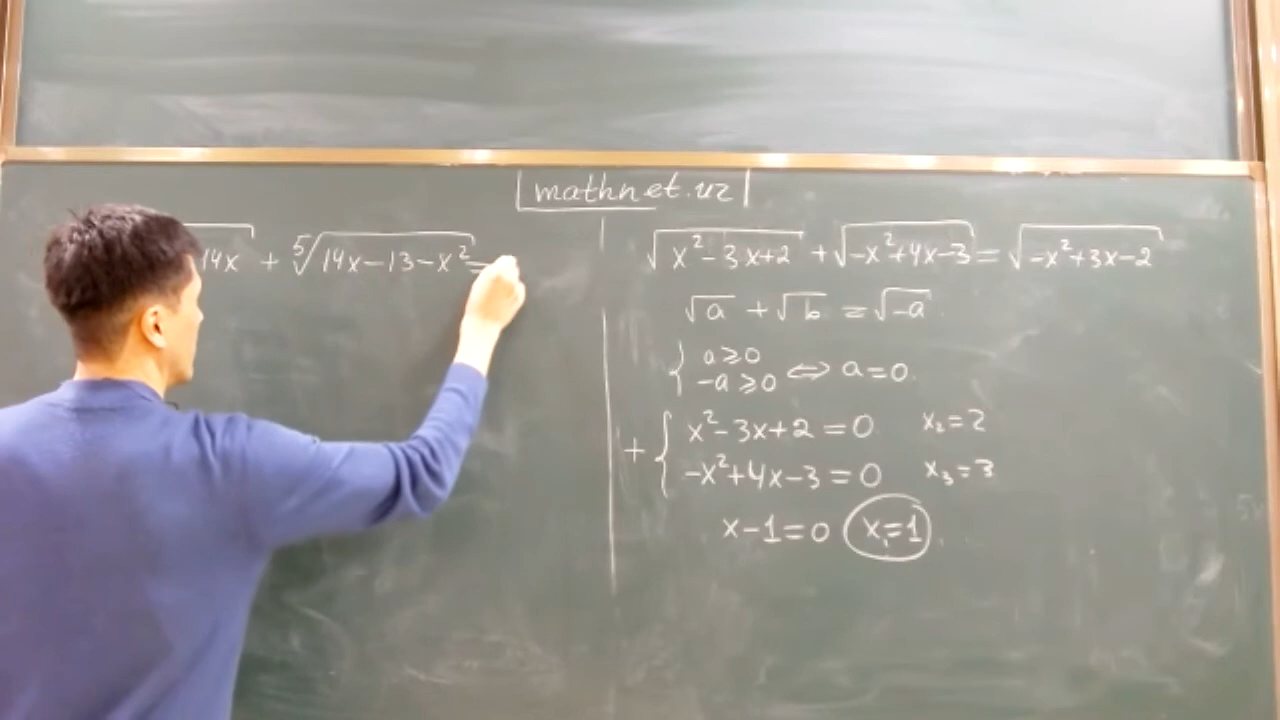 mathnet.uz
14x + ⁵√(14x-13-x²) =
√(x²-3x+2) + √(-x²+4x-3) = √(-x²+3x-2)
√a + √b = √-a
{ a≥0
-a≥0 ⇔ a=0
+ { x²-3x+2=0 x₂=2
-x²+4x-3=0 x₃=3
x-1=0 x₁=1